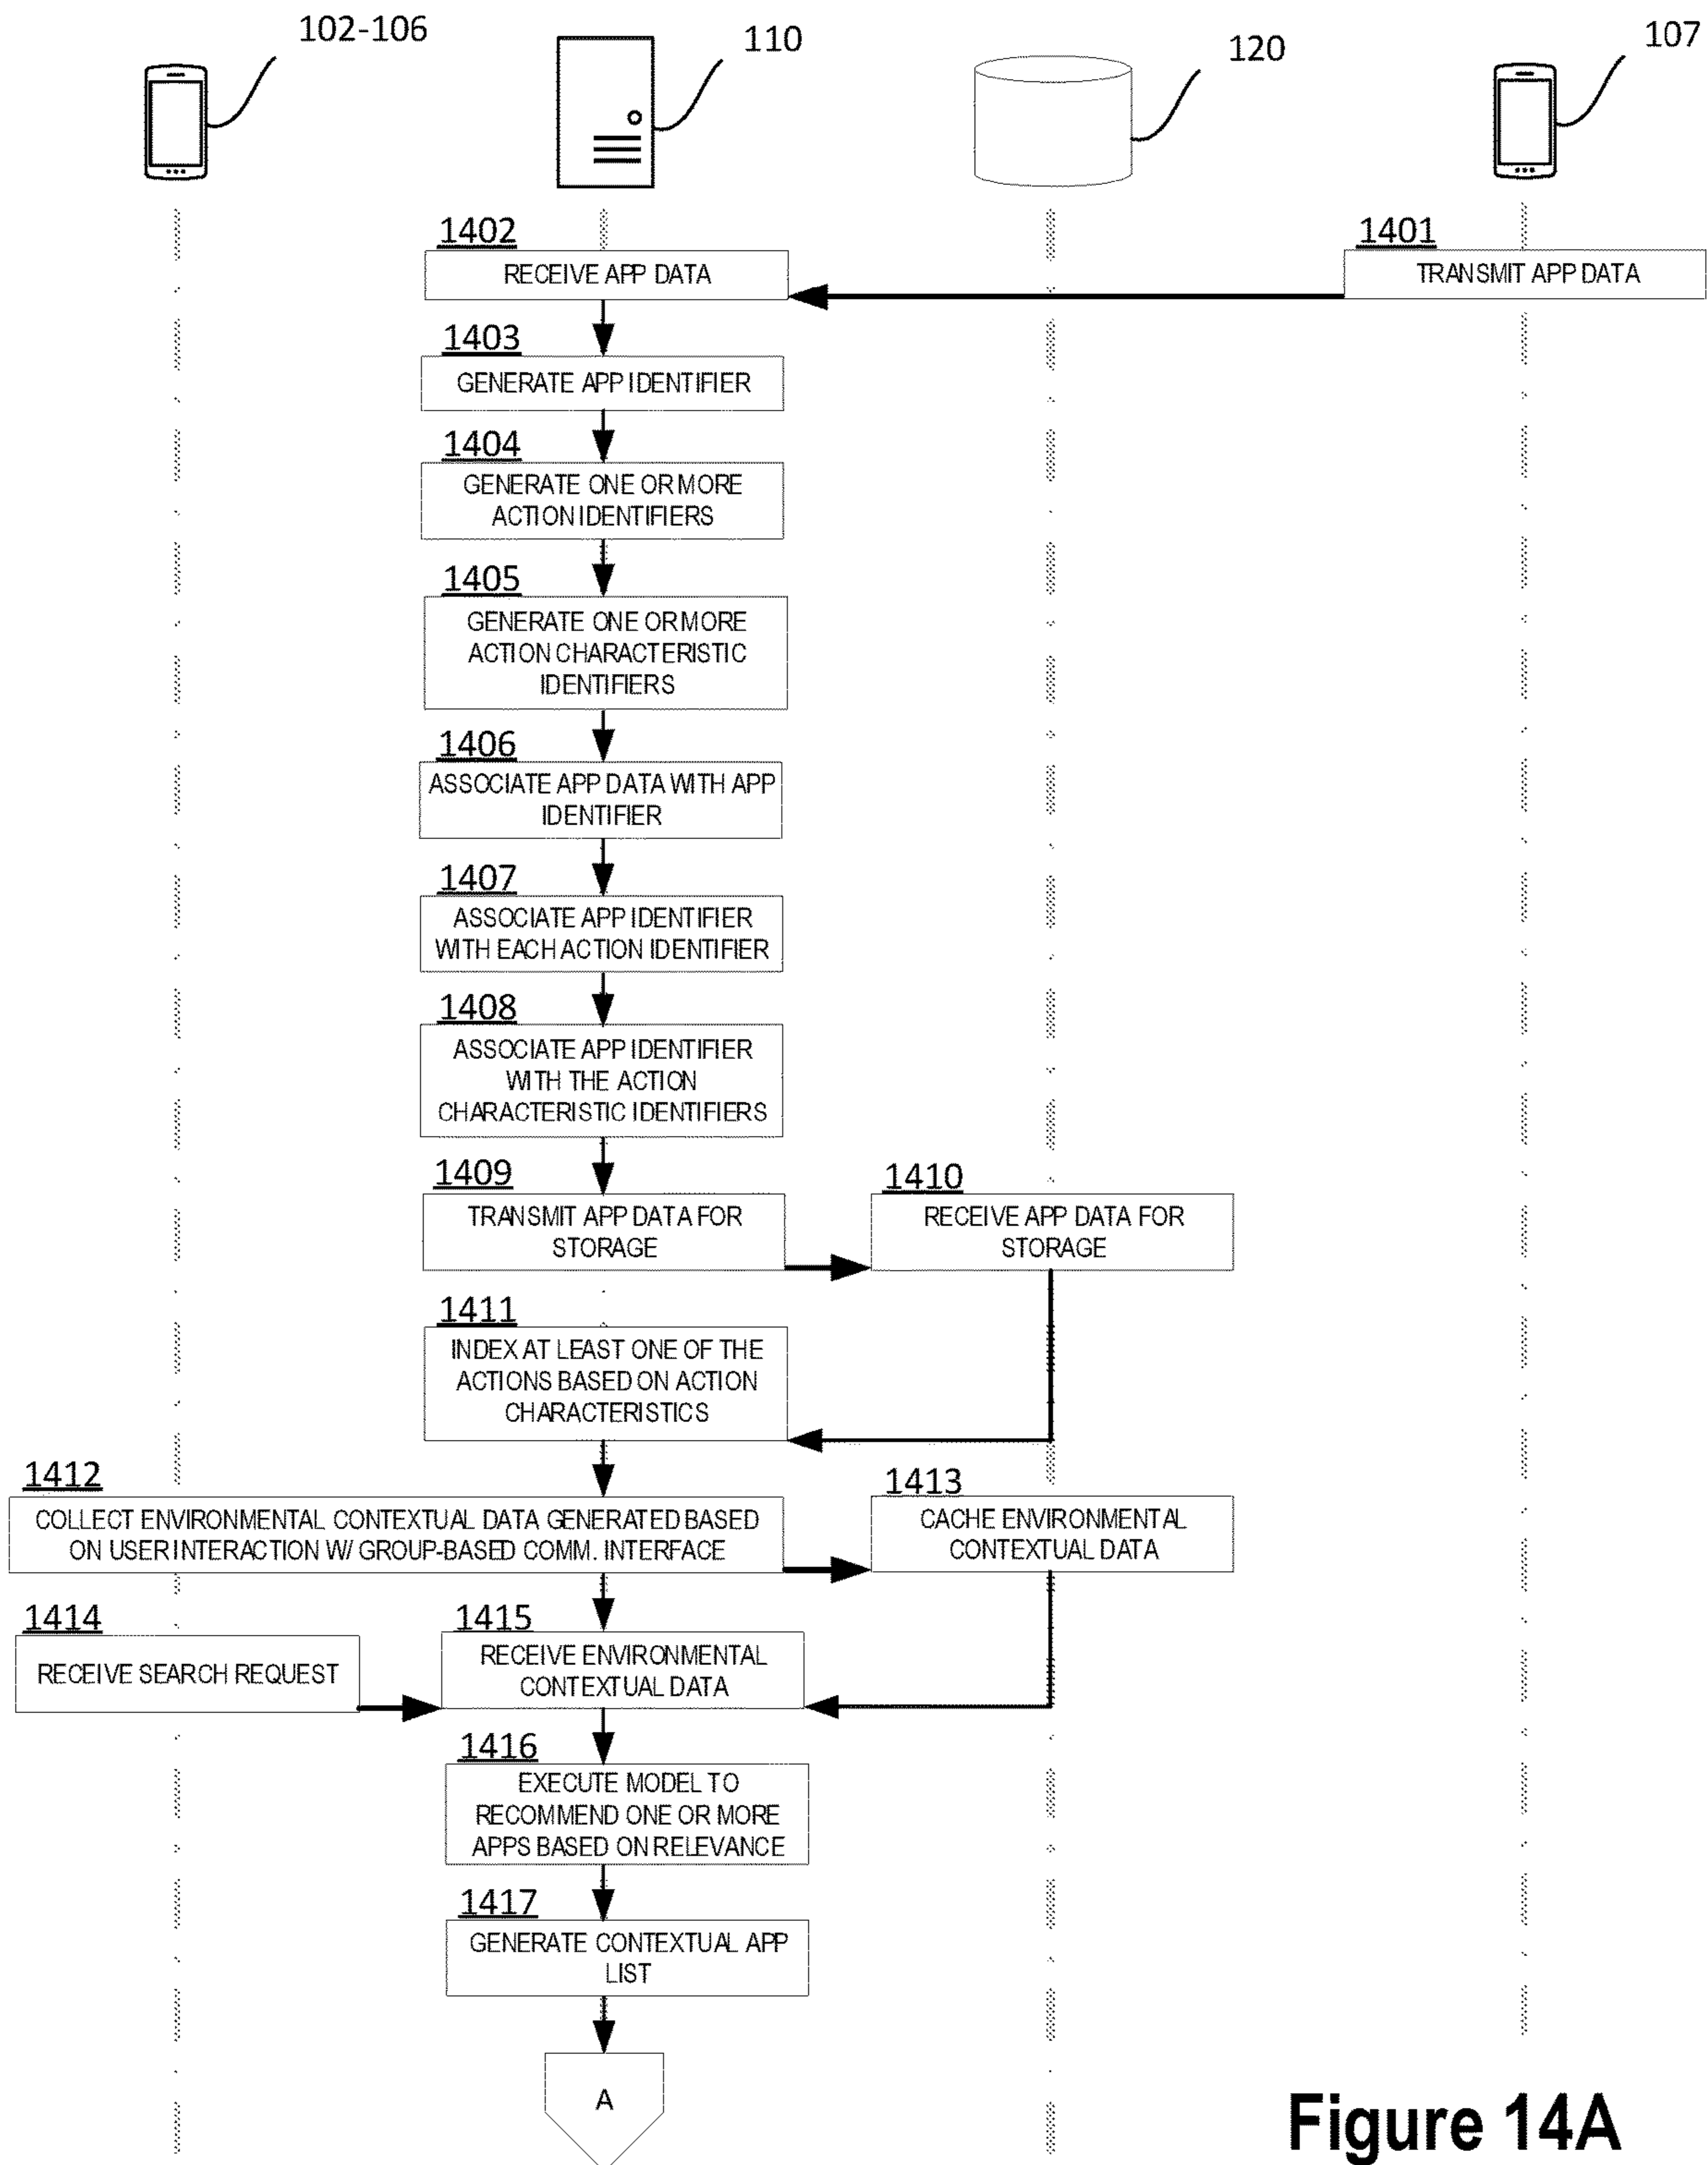 102-106
110
120
107
1402
RECEIVE APP DATA
1401
TRANSMIT APP DATA
1403
GENERATE APP IDENTIFIER
1404
GENERATE ONE OR MORE
ACTION IDENTIFIERS
1405
GENERATE ONE OR MORE
ACTION CHARACTERISTIC
IDENTIFIERS
1406
ASSOCIATE APP DATA WITH APP
IDENTIFIER
1407
ASSOCIATE APP IDENTIFIER
WITH EACH ACTION IDENTIFIER
1408
ASSOCIATE APP IDENTIFIER
WITH THE ACTION
CHARACTERISTIC IDENTIFIERS
1409
TRANSMIT APP DATA FOR
STORAGE
1410
RECEIVE APP DATA FOR
STORAGE
1411
INDEX AT LEAST ONE OF THE
ACTIONS BASED ON ACTION
CHARACTERISTICS
1412
COLLECT ENVIRONMENTAL CONTEXTUAL DATA GENERATED BASED
ON USER INTERACTION W/ GROUP-BASED COMM. INTERFACE
1413
CACHE ENVIRONMENTAL
CONTEXTUAL DATA
1414
RECEIVE SEARCH REQUEST
1415
RECEIVE ENVIRONMENTAL
CONTEXTUAL DATA
1416
EXECUTE MODEL TO
RECOMMEND ONE OR MORE
APPS BASED ON RELEVANCE
1417
GENERATE CONTEXTUAL APP
LIST
A
Figure 14A